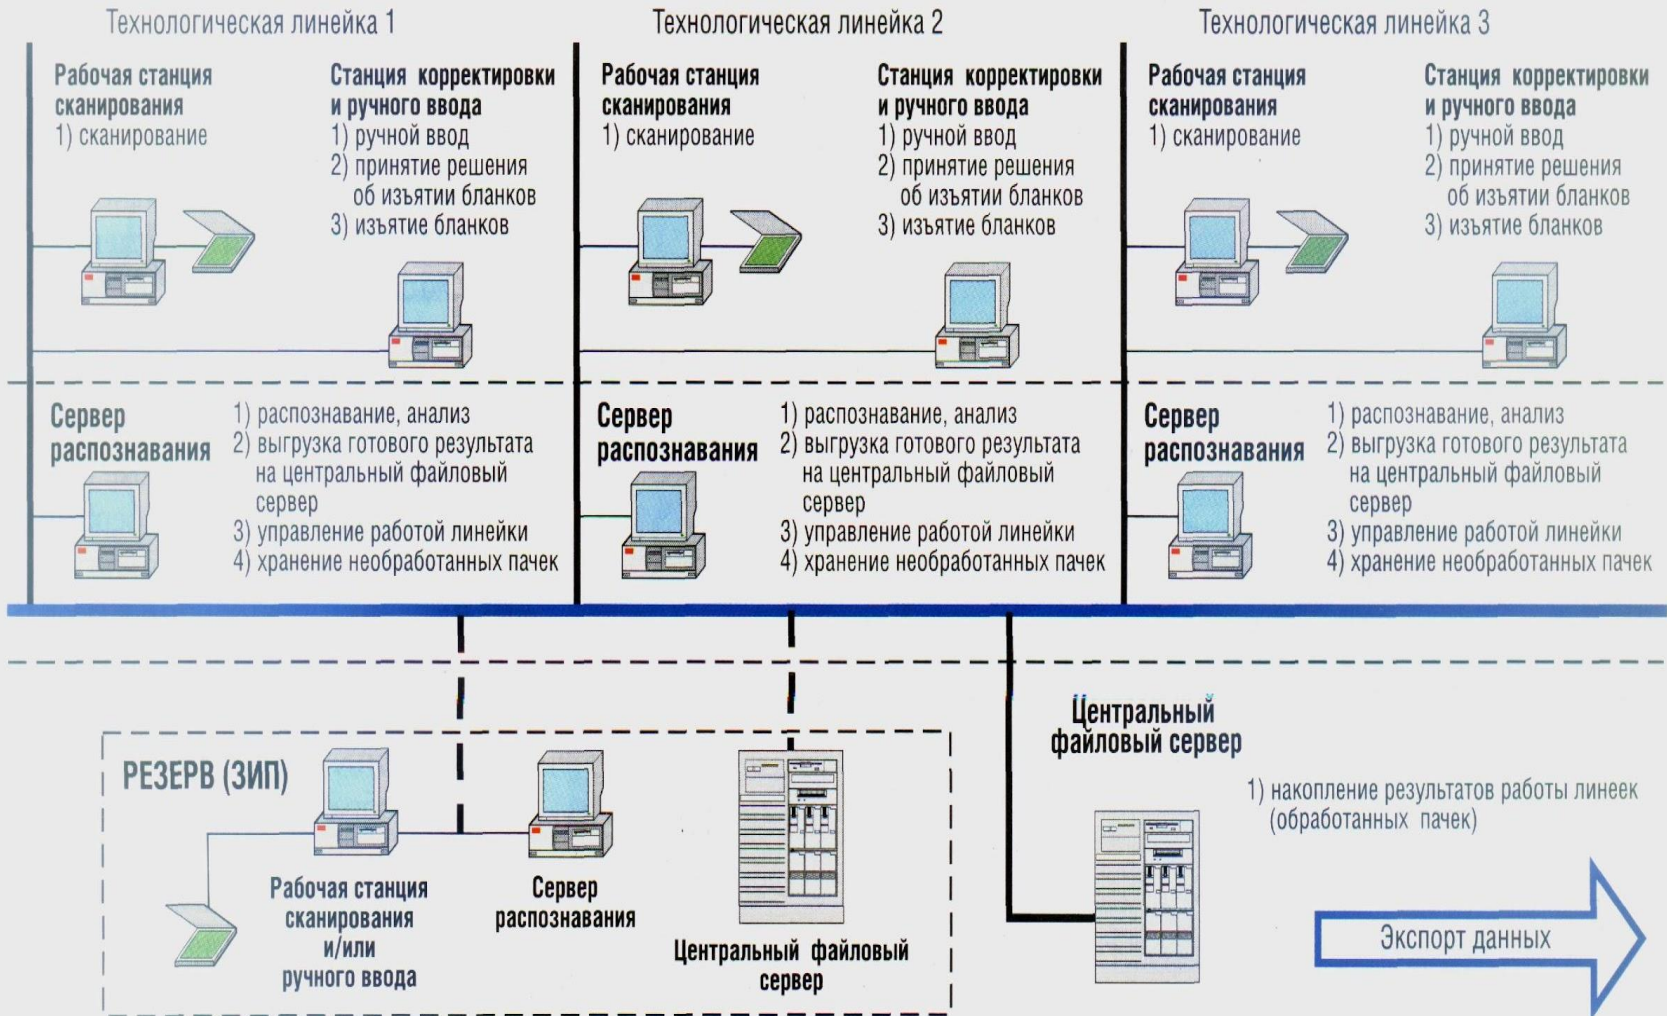 Технологическая линейка 1
Рабочая станция
сканирования
1) сканирование
Станция корректировки
и ручного ввода
1) ручной ввод
2) принятие решения
об изъятии бланков
3) изъятие бланков
Сервер
распознавания
1) распознавание, анализ
2) выгрузка готового результата
на центральный файловый
сервер
3) управление работой линейки
4) хранение необработанных пачек
Технологическая линейка 2
Рабочая станция
сканирования
1) сканирование
Станция корректировки
и ручного ввода
1) ручной ввод
2) принятие решения
об изъятии бланков
3) изъятие бланков
Сервер
распознавания
1) распознавание, анализ
2) выгрузка готового результата
на центральный файловый
сервер
3) управление работой линейки
4) хранение необработанных пачек
Технологическая линейка 3
Рабочая станция
сканирования
1) сканирование
Станция корректировки
и ручного ввода
1) ручной ввод
2) принятие решения
об изъятии бланков
3) изъятие бланков
Сервер
распознавания
1) распознавание, анализ
2) выгрузка готового результата
на центральный файловый
сервер
3) управление работой линейки
4) хранение необработанных пачек
РЕЗЕРВ (ЗИП)
Рабочая станция
сканирования
и/или
ручного ввода
Сервер
распознавания
Центральный файловый
сервер
Центральный
файловый сервер
1) накопление результатов работы линеек
(обработанных пачек)
Экспорт данных